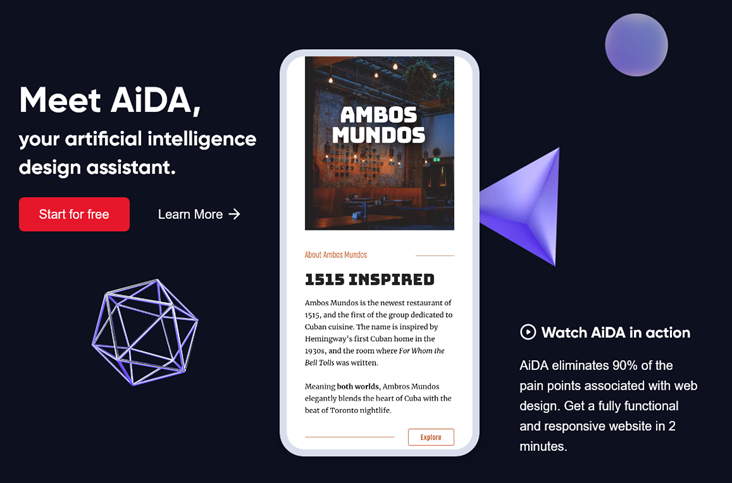 Meet AiDA,
your artificial intelligence
design assistant.
Start for free
Learn More →
AMBOS
MUNDOS
About Ambos Mundos
1515 INSPIRED
Ambos Mundos is the newest restaurant of
1515, and the first of the group dedicated to
Cuban cuisine. The name is inspired by
Hemingway's first Cuban home in the
1930s, and the room where For Whom the
Bell Tolls was written.
Meaning both worlds, Ambros Mundos
elegantly blends the heart of Cuba with the
beat of Toronto nightlife.
Explore
Watch AiDA in action
AiDA eliminates 90% of the
pain points associated with web
design. Get a fully functional
and responsive website in 2
minutes.